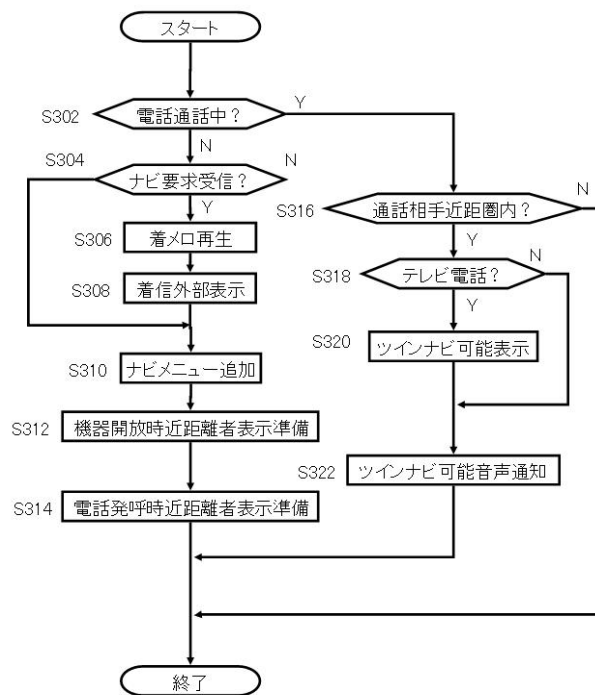 スタート
S302
電話通話中？
Y
N
S304
ナビ要求受信？
N
Y
S306
着メロ再生
S308
着信外部表示
S310
ナビメニュー追加
S312
機器開放時近距離者表示準備
S314
電話発呼時近距離者表示準備
S316
通話相手近距圏内？
N
Y
S318
テレビ電話？
N
Y
S320
ツインナビ可能表示
S322
ツインナビ可能音声通知
終了